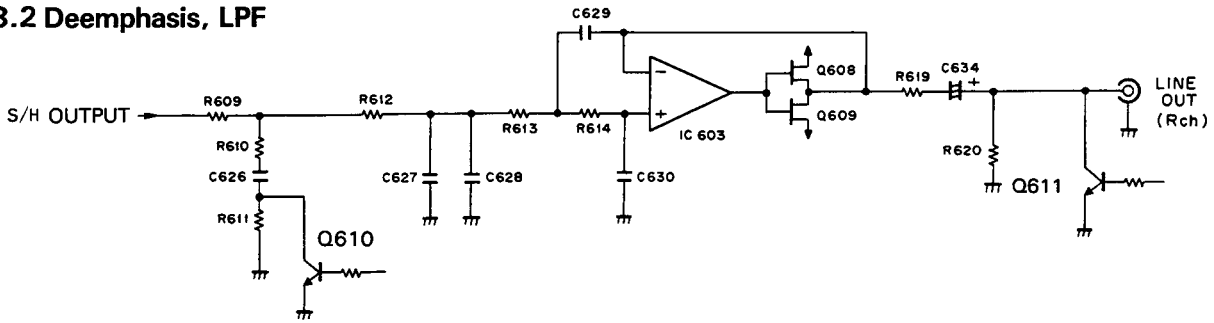 3.2 Deemphasis, LPF
C629
Q608
R619
C634
+
LINE
OUT
(Rch)
S/H OUTPUT
R609
R612
R613
R614
−
+
IC 603
Q609
R610
C626
R611
C627
C628
C630
R620
Q611
Q610